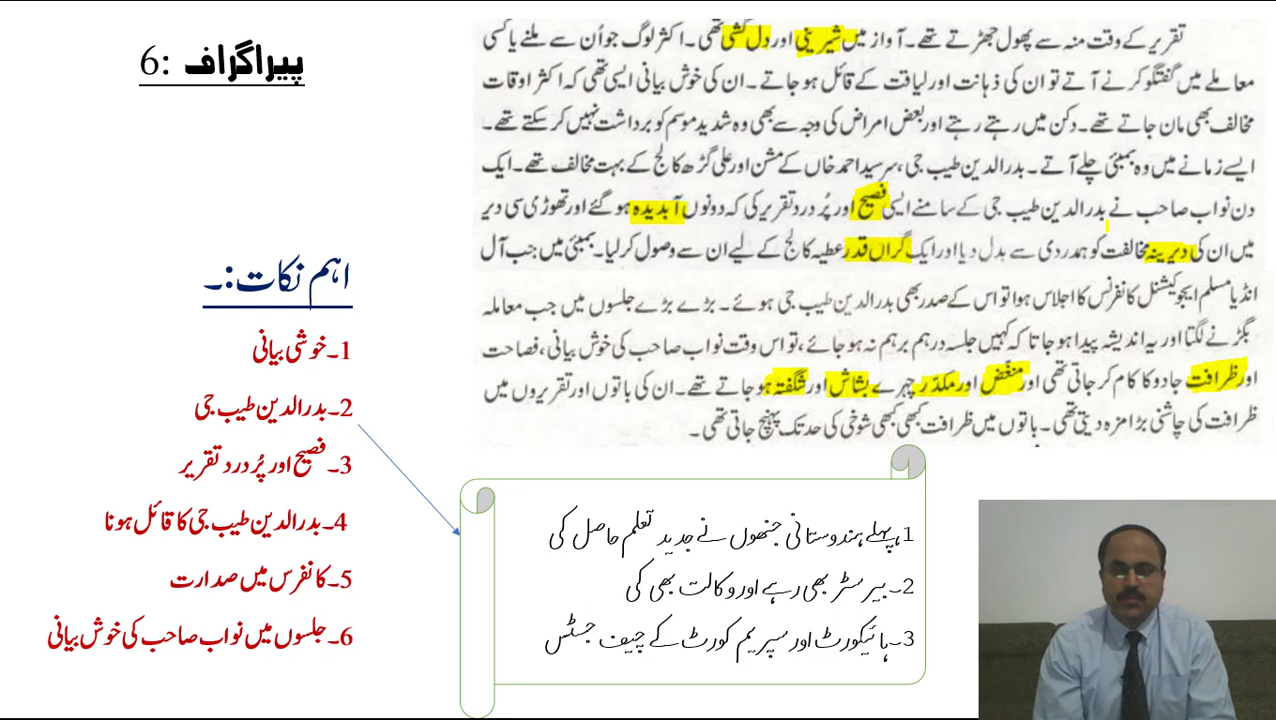 پیراگراف :6
تقریر کے وقت منہ سے پھول جھڑتے تھے۔ آواز میں شیرینی اور دل کشی تھی۔ اکثر لوگ جو اُن سے ملنے یا کسی
معاملے میں گفتگو کرنے آتے تو ان کی ذہانت اور لیاقت کے قائل ہو جاتے۔ ان کی خوش بیانی ایسی تھی کہ اکثر اوقات
مخالف بھی مان جاتے تھے۔ دکن میں رہتے رہتے اور بعض امراض کی وجہ سے بھی وہ شدید موسم کو برداشت نہیں کر سکتے تھے۔
ایسے زمانے میں وہ بمبئی چلے آتے۔ بدرالدین طیب جی، سر سید احمد خاں کے مشن اور علی گڑھ کالج کے بہت مخالف تھے۔ ایک
دن نواب صاحب نے بدرالدین طیب جی کے سامنے ایسی فصیح اور پُر درد تقریر کی کہ دونوں آبدیدہ ہو گئے اور تھوڑی سی دیر
میں ان کی دیرینہ مخالفت کو ہمدردی سے بدل دیا اور ایک گراں قدر عطیہ کالج کے لیے ان سے وصول کر لیا۔ بمبئی میں جب آل
انڈیا مسلم ایجوکیشنل کانفرنس کا اجلاس ہوا تو اس کے صدر بھی بدرالدین طیب جی ہوئے۔ بڑے بڑے جلسوں میں جب معاملہ
بگڑنے لگتا اور یہ اندیشہ پیدا ہو جاتا کہ کہیں جلسہ درہم برہم نہ ہو جائے، تو اس وقت نواب صاحب کی خوش بیانی، فصاحت
اور ظرافت جادو کا کام کر جاتی تھی اور منغّض اور مکدّر چہرے بشاش اور شگفتہ ہو جاتے تھے۔ ان کی باتوں اور تقریروں میں
ظرافت کی چاشنی بڑا مزہ دیتی تھی۔ باتوں میں ظرافت کبھی کبھی شوخی کی حد تک پہنچ جاتی تھی۔
اہم نکات:۔
1۔خوشی بیانی
2۔بدرالدین طیب جی
3۔فصیح اور پُر درد تقریر
4۔بدرالدین طیب جی کا قائل ہونا
5۔کانفرس میں صدارت
6۔جلسوں میں نواب صاحب کی خوش بیانی
1پہلے ہندوستانی جنھوں نے جدید تعلم حاصل کی
2۔بیر سٹر بھی رہے اور وکالت بھی کی
3۔ہائیکورٹ اور سپریم کورٹ کے چیف جسٹس